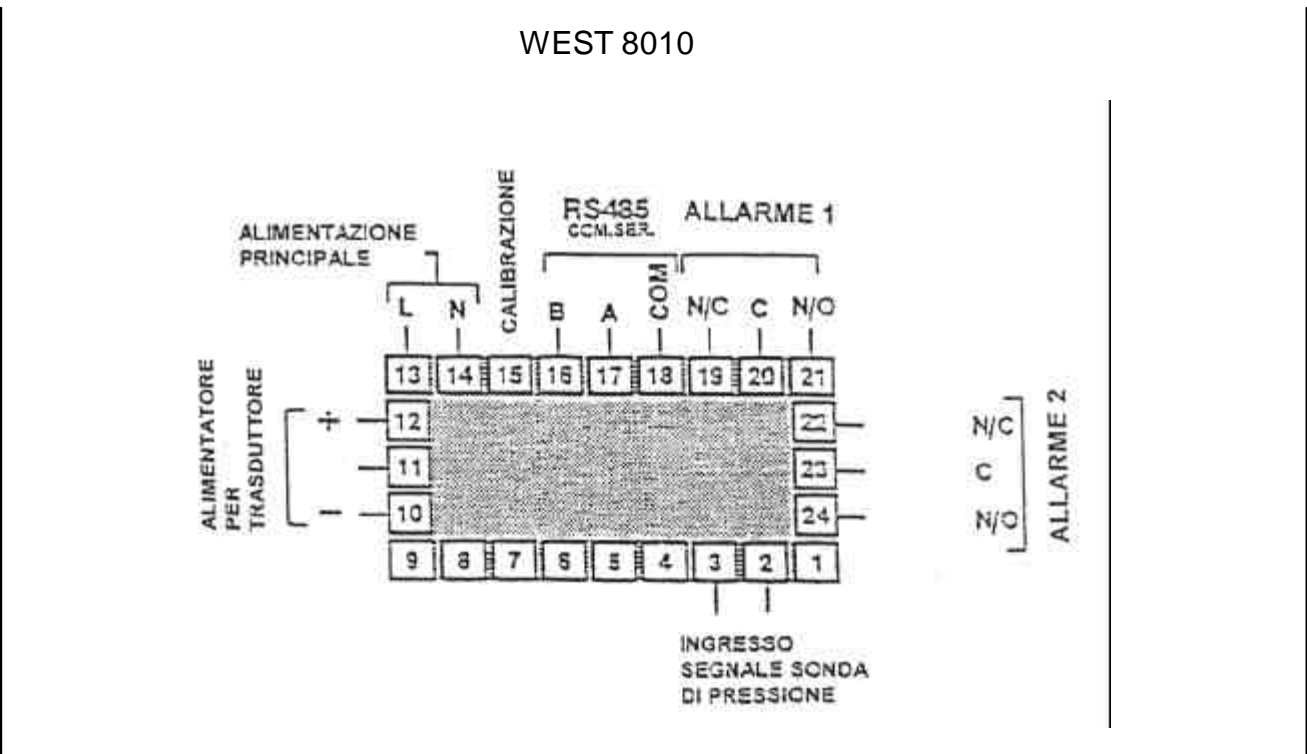 WEST 8010
ALIMENTAZIONE
PRINCIPALE
CALIBRAZIONE
RS-485
COM.SER.
ALLARME 1
L
N
B
A
COM
N/C
C
N/O
13
14
15
16
17
18
19
20
21
ALIMENTATORE
PER
TRASDUTTORE
+
12
11
-
10
22
N/C
23
C
24
N/O
ALLARME 2
9
8
7
6
5
4
3
2
1
INGRESSO
SEGNALE SONDA
DI PRESSIONE